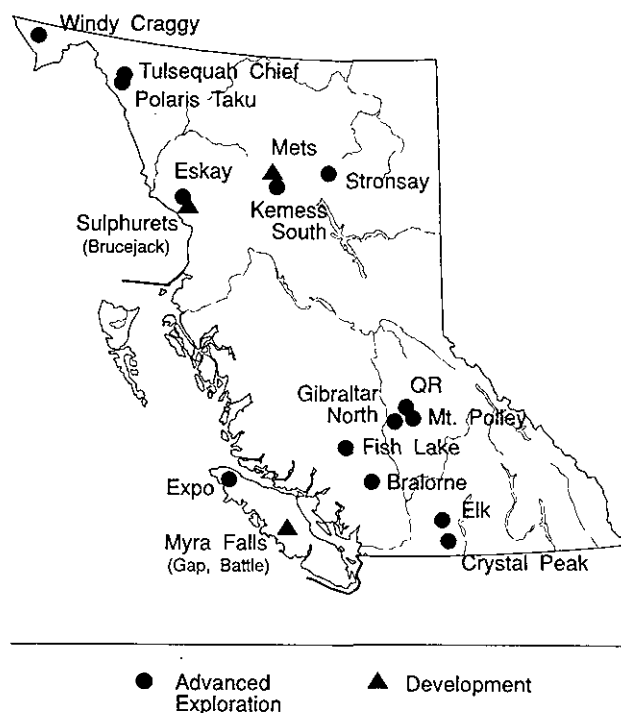 Windy Craggy
Tulsequah Chief
Polaris Taku
Mets
Eskay
Stronsay
Sulphurets
(Brucejack)
Kemess
South
QR
Gibraltar
North
Mt. Polley
Fish Lake
Expo
Bralorne
Elk
Myra Falls
(Gap, Battle)
Crystal Peak
Advanced
Exploration
Development